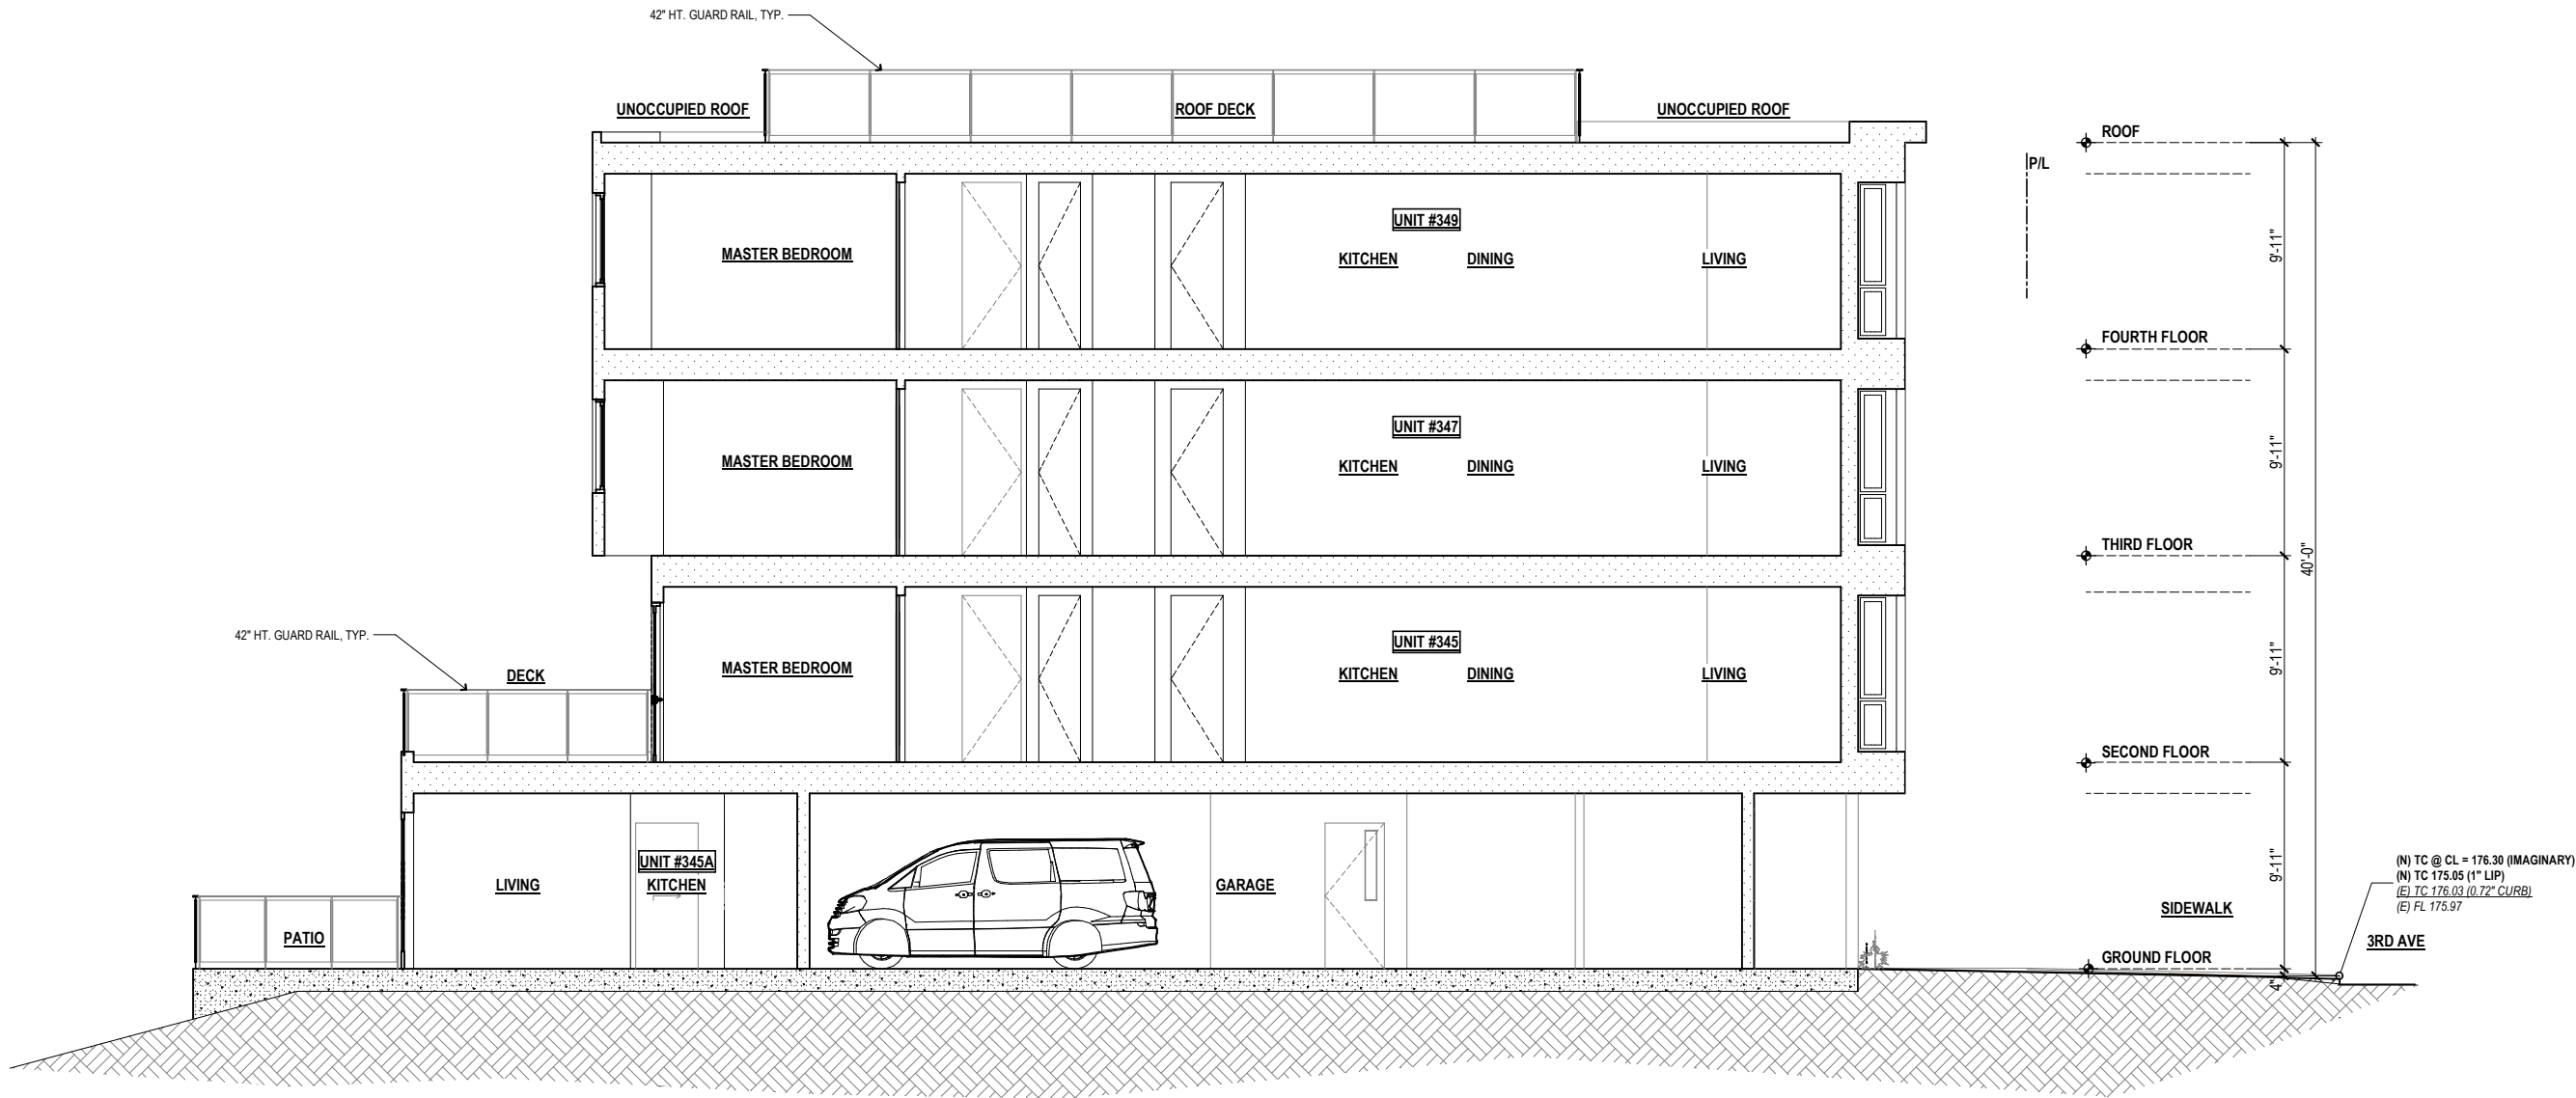 42" HT. GUARD RAIL, TYP.
UNOCCUPIED ROOF
ROOF DECK
UNOCCUPIED ROOF
ROOF
P/L
UNIT #349
MASTER BEDROOM
KITCHEN
DINING
LIVING
9'-11"
FOURTH FLOOR
UNIT #347
MASTER BEDROOM
KITCHEN
DINING
LIVING
9'-11"
THIRD FLOOR
40'-0"
42" HT. GUARD RAIL, TYP.
DECK
UNIT #345
MASTER BEDROOM
KITCHEN
DINING
LIVING
9'-11"
SECOND FLOOR
UNIT #345A
LIVING
KITCHEN
GARAGE
9'-11"
(N) TC @ CL = 176.30 (IMAGINARY)
(N) TC 175.05 (1" LIP)
(E) TC 176.03 (0.72" CURB)
(E) FL 175.97
SIDEWALK
PATIO
3RD AVE
GROUND FLOOR
4"